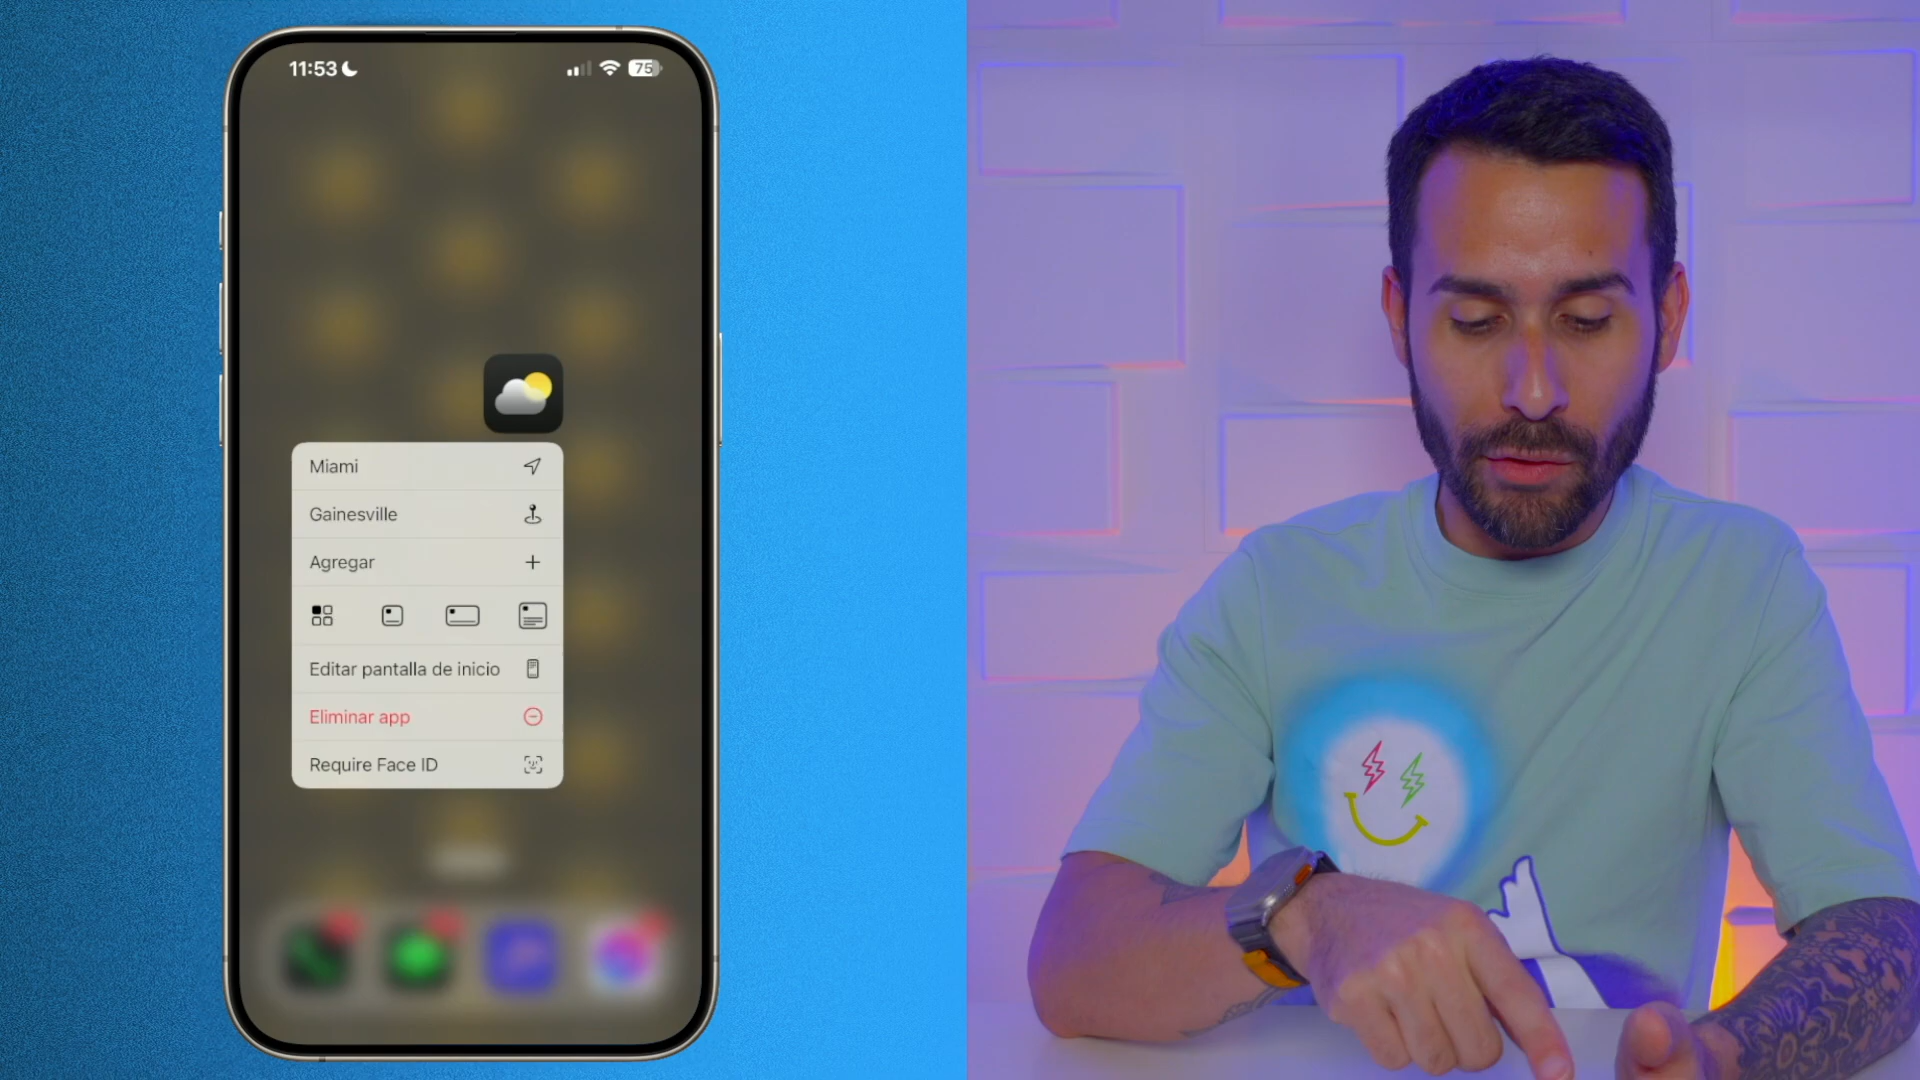 11:53
75
Miami
Gainesville
Agregar
Editar pantalla de inicio
Eliminar app
Require Face ID